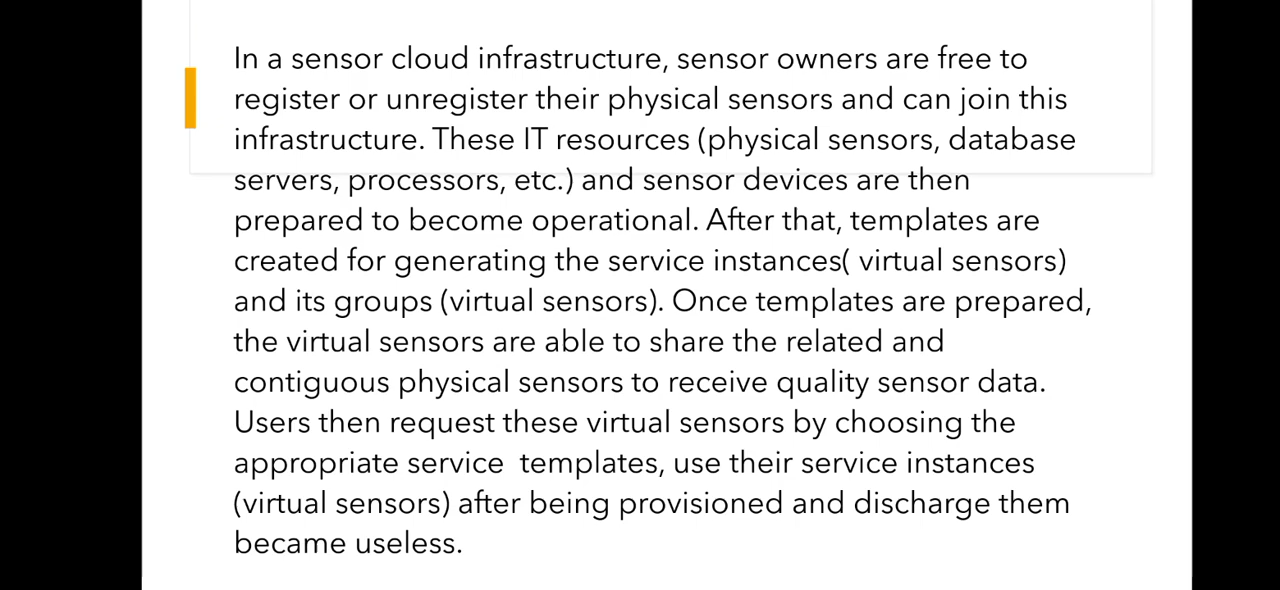 In a sensor cloud infrastructure, sensor owners are free to
register or unregister their physical sensors and can join this
infrastructure. These IT resources (physical sensors, database
servers, processors, etc.) and sensor devices are then
prepared to become operational. After that, templates are
created for generating the service instances( virtual sensors)
and its groups (virtual sensors). Once templates are prepared,
the virtual sensors are able to share the related and
contiguous physical sensors to receive quality sensor data.
Users then request these virtual sensors by choosing the
appropriate service  templates, use their service instances
(virtual sensors) after being provisioned and discharge them
became useless.